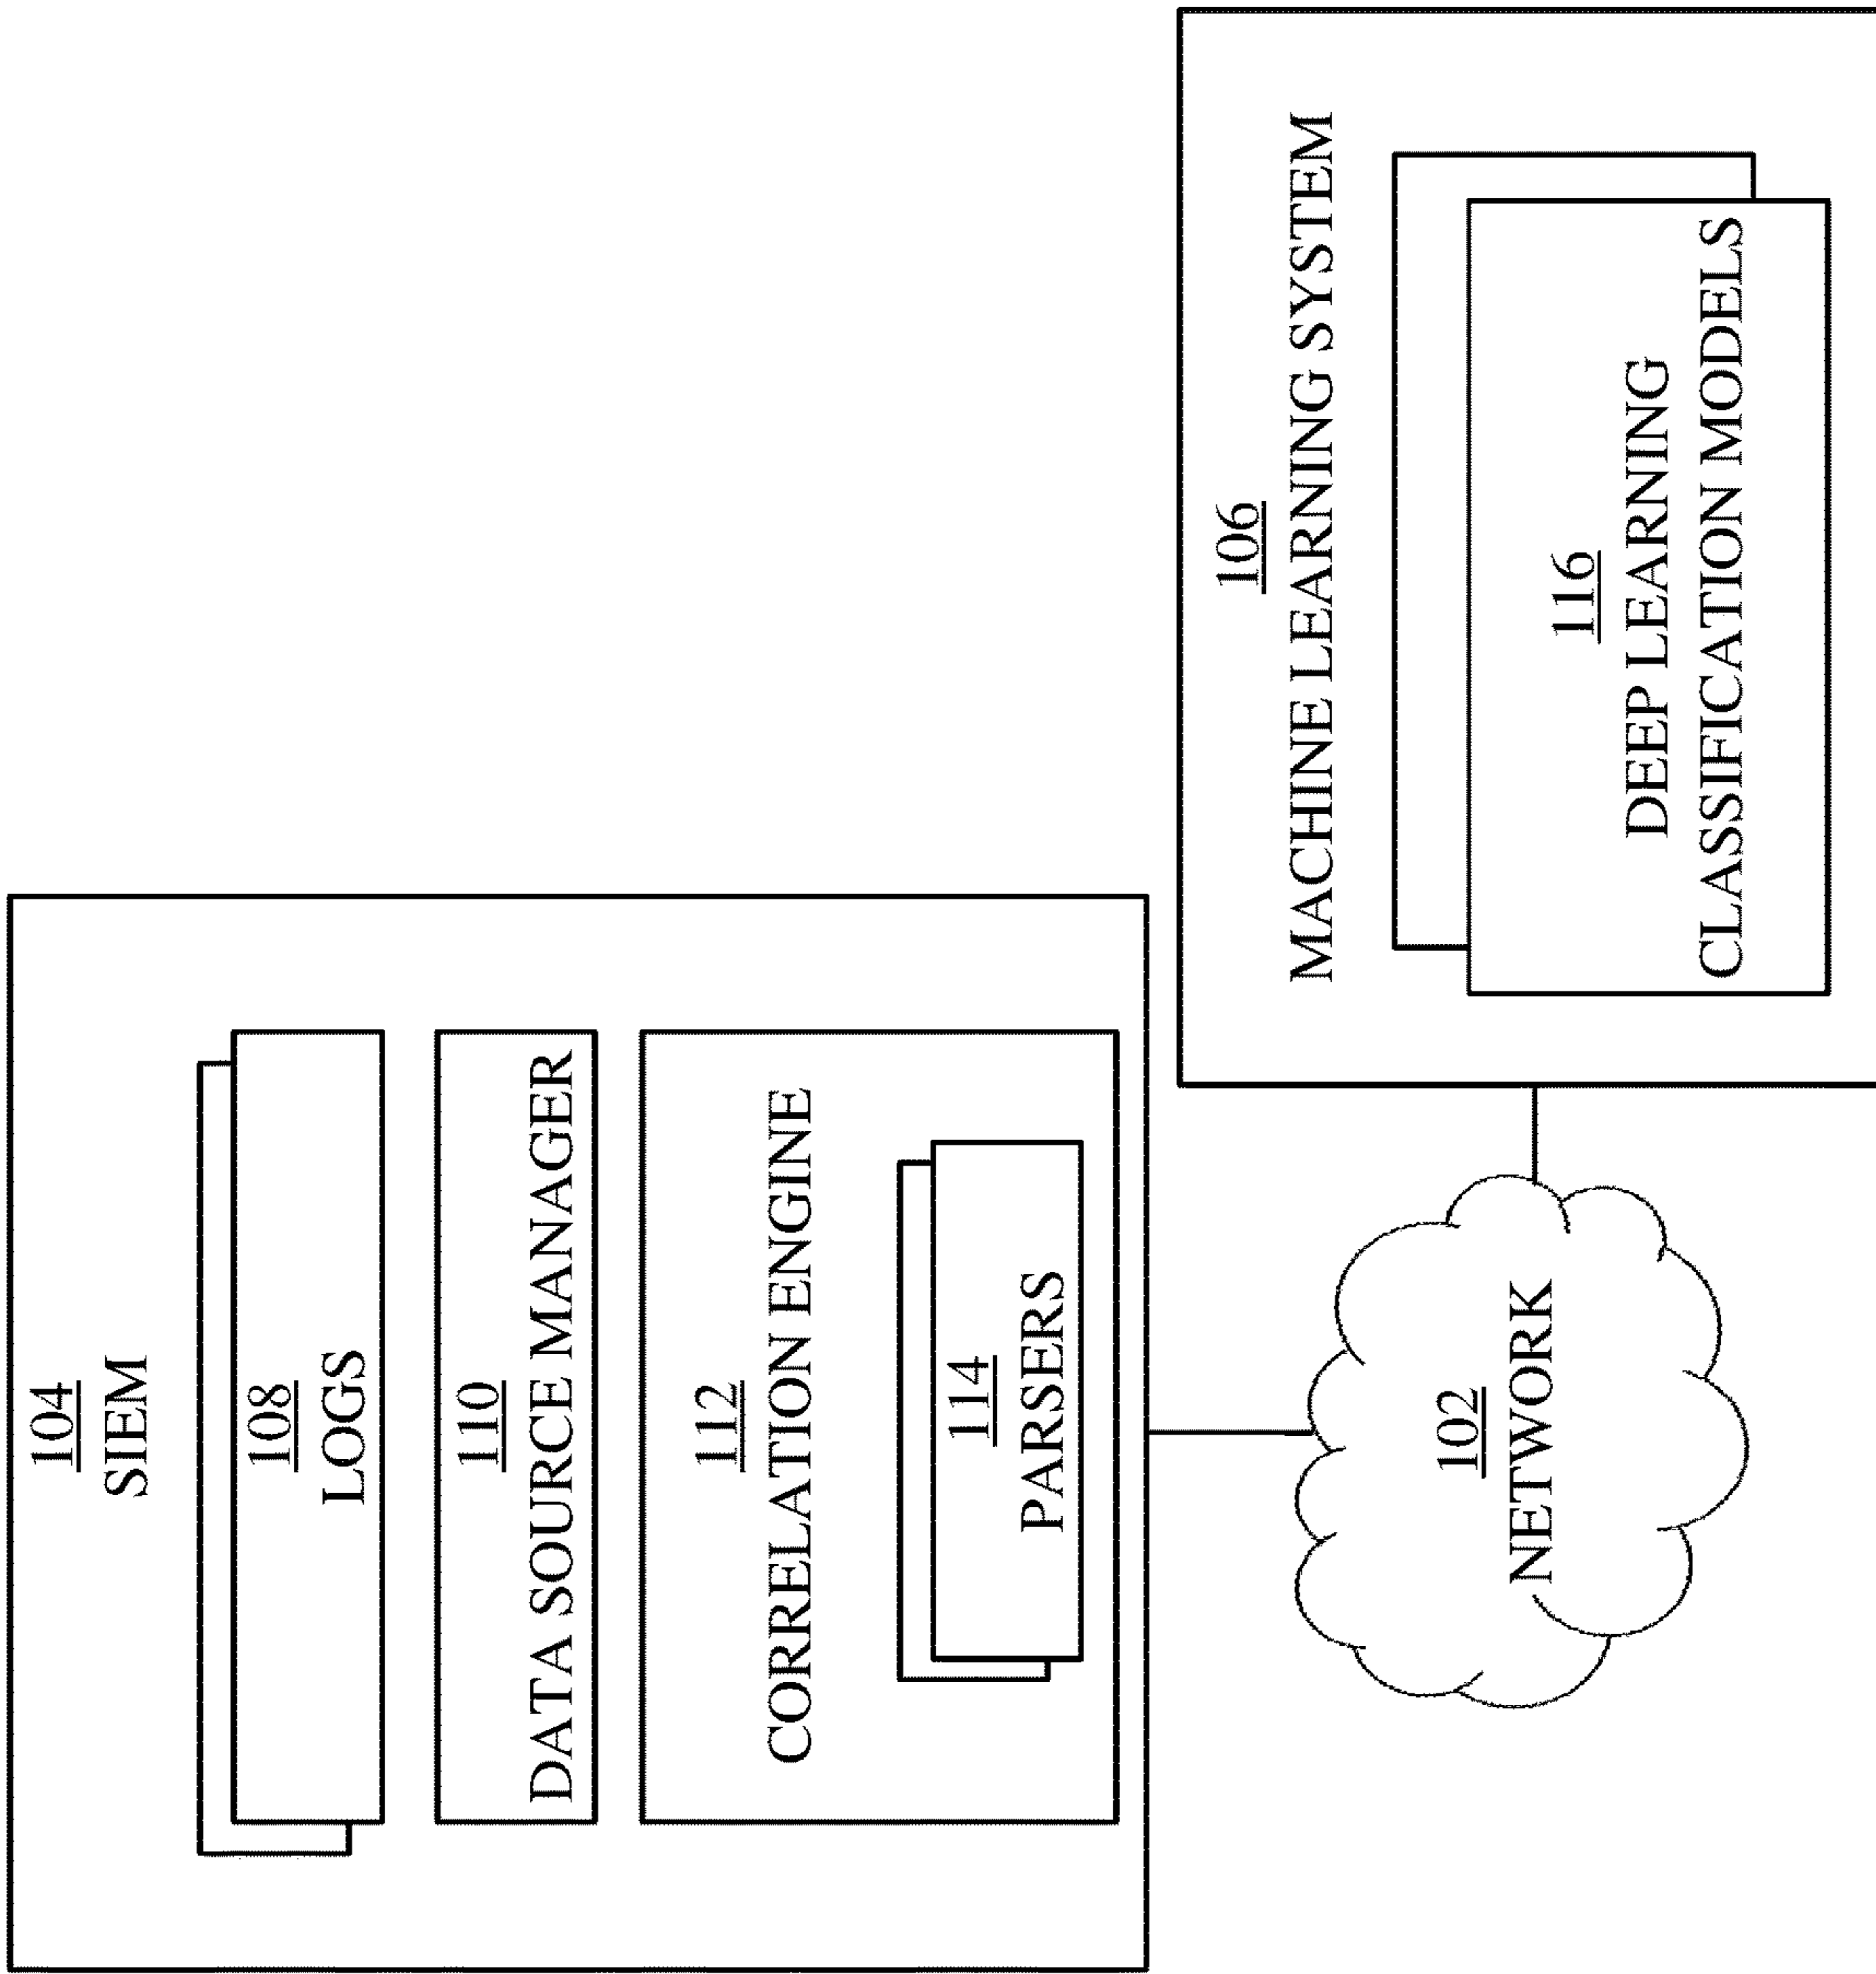 104
SIEM
108
LOGS
110
DATA SOURCE MANAGER
112
CORRELATION ENGINE
114
PARSERS
102
NETWORK
106
MACHINE LEARNING SYSTEM
116
DEEP LEARNING
CLASSIFICATION MODELS